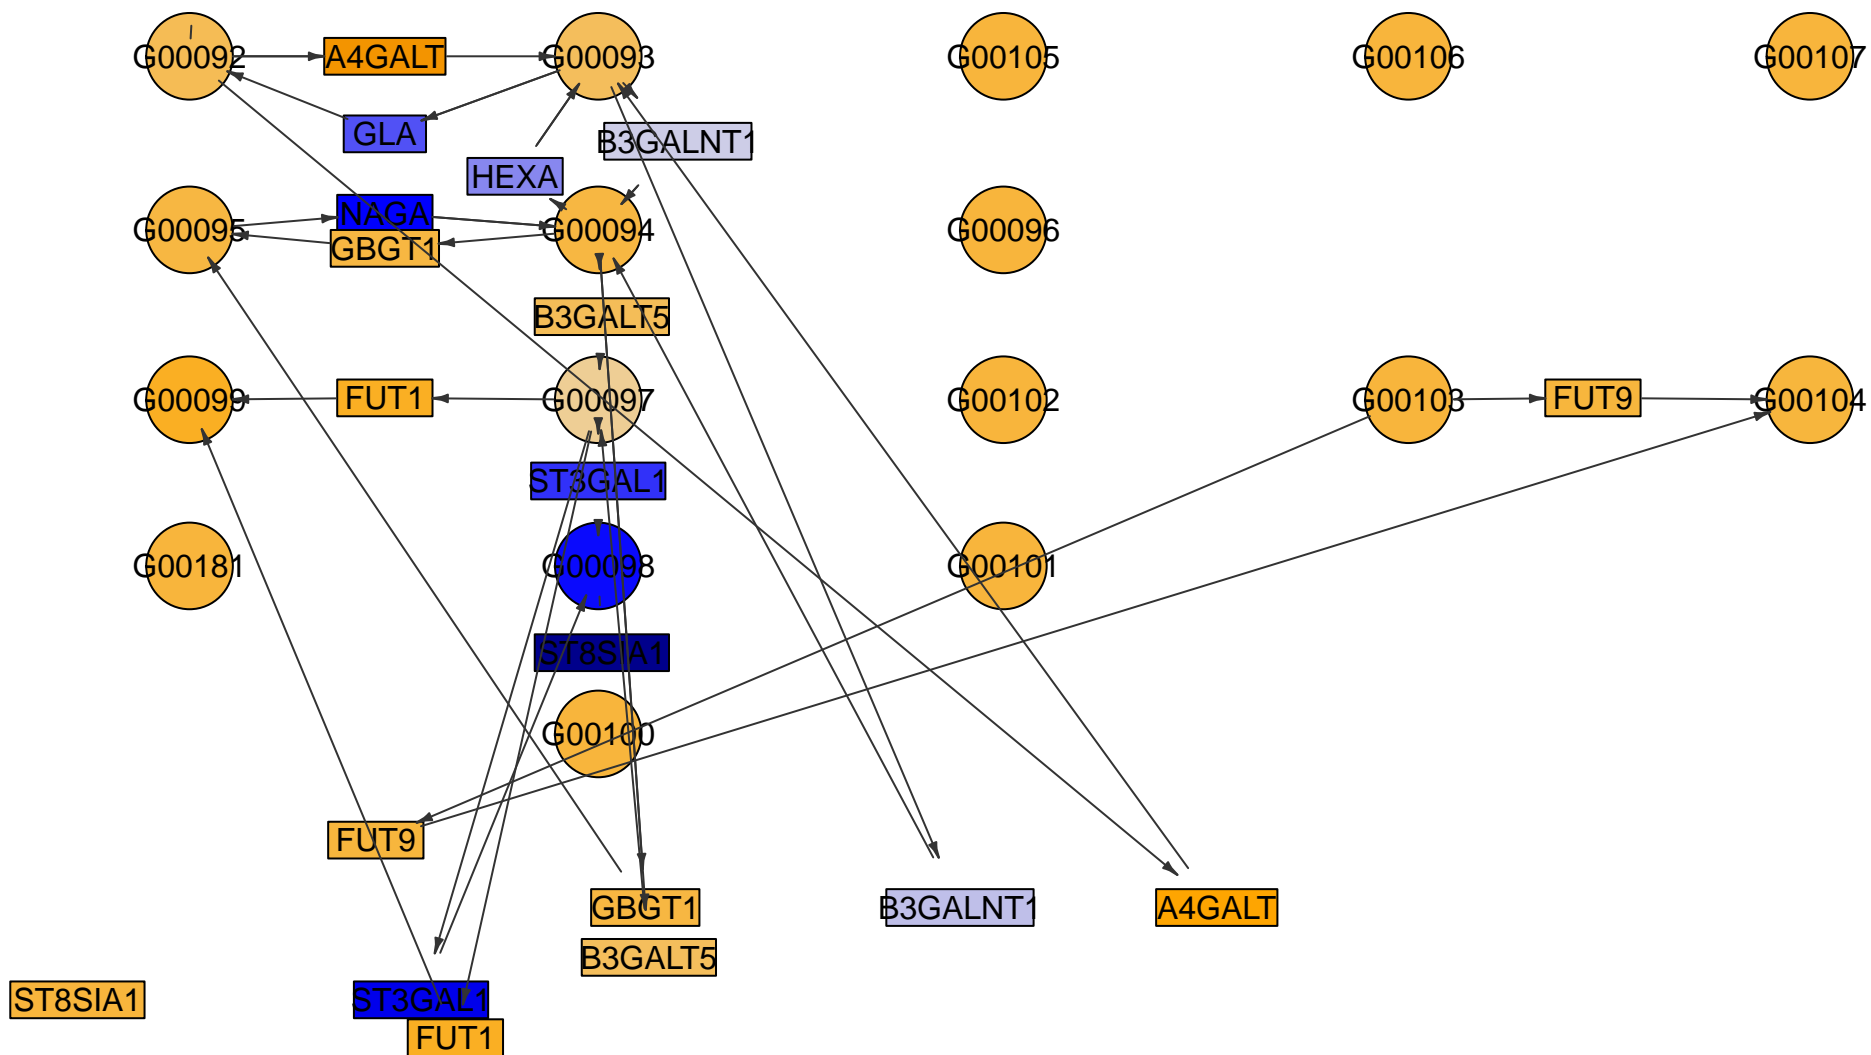 G00092
A4GALT
G00093
G00105
G00106
G00107
GLA
B3GALNT1
HEXA
G00095
NAGA
G00094
G00096
GBGT1
B3GALT5
G00099
FUT1
G00097
G00102
G00103
FUT9
G00104
ST3GAL1
G00181
G00098
G00101
ST8SIA1
G00100
FUT9
GBGT1
B3GALNT1
A4GALT
B3GALT5
ST8SIA1
ST3GAL1
FUT1